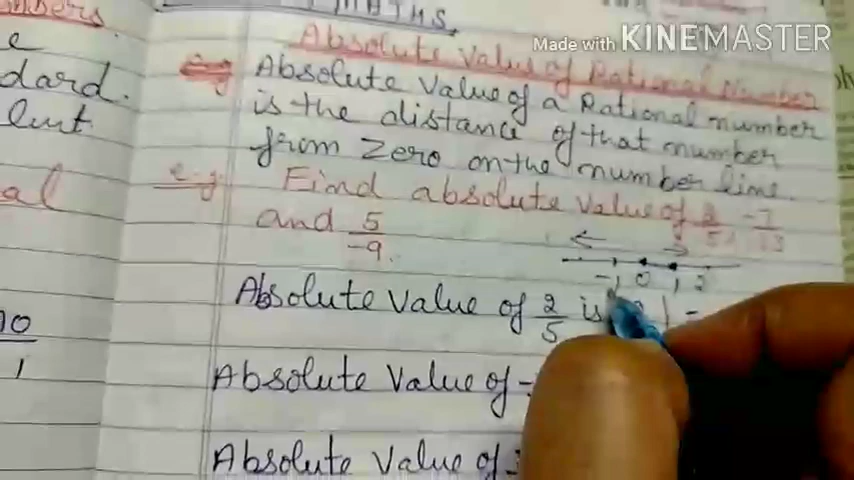 MATHS.
Made with KINEMASTER
Absolute Value of Rational Number
Absolute Value of a Rational number
is the distance of that number
from Zero on the number line.
e.g. Find absolute value of 2/5, -7/13
and 5/-9.
-1 0 1 2
Absolute Value of 2/5 is
Absolute Value of
Absolute Value of
e
dard.
lent
al